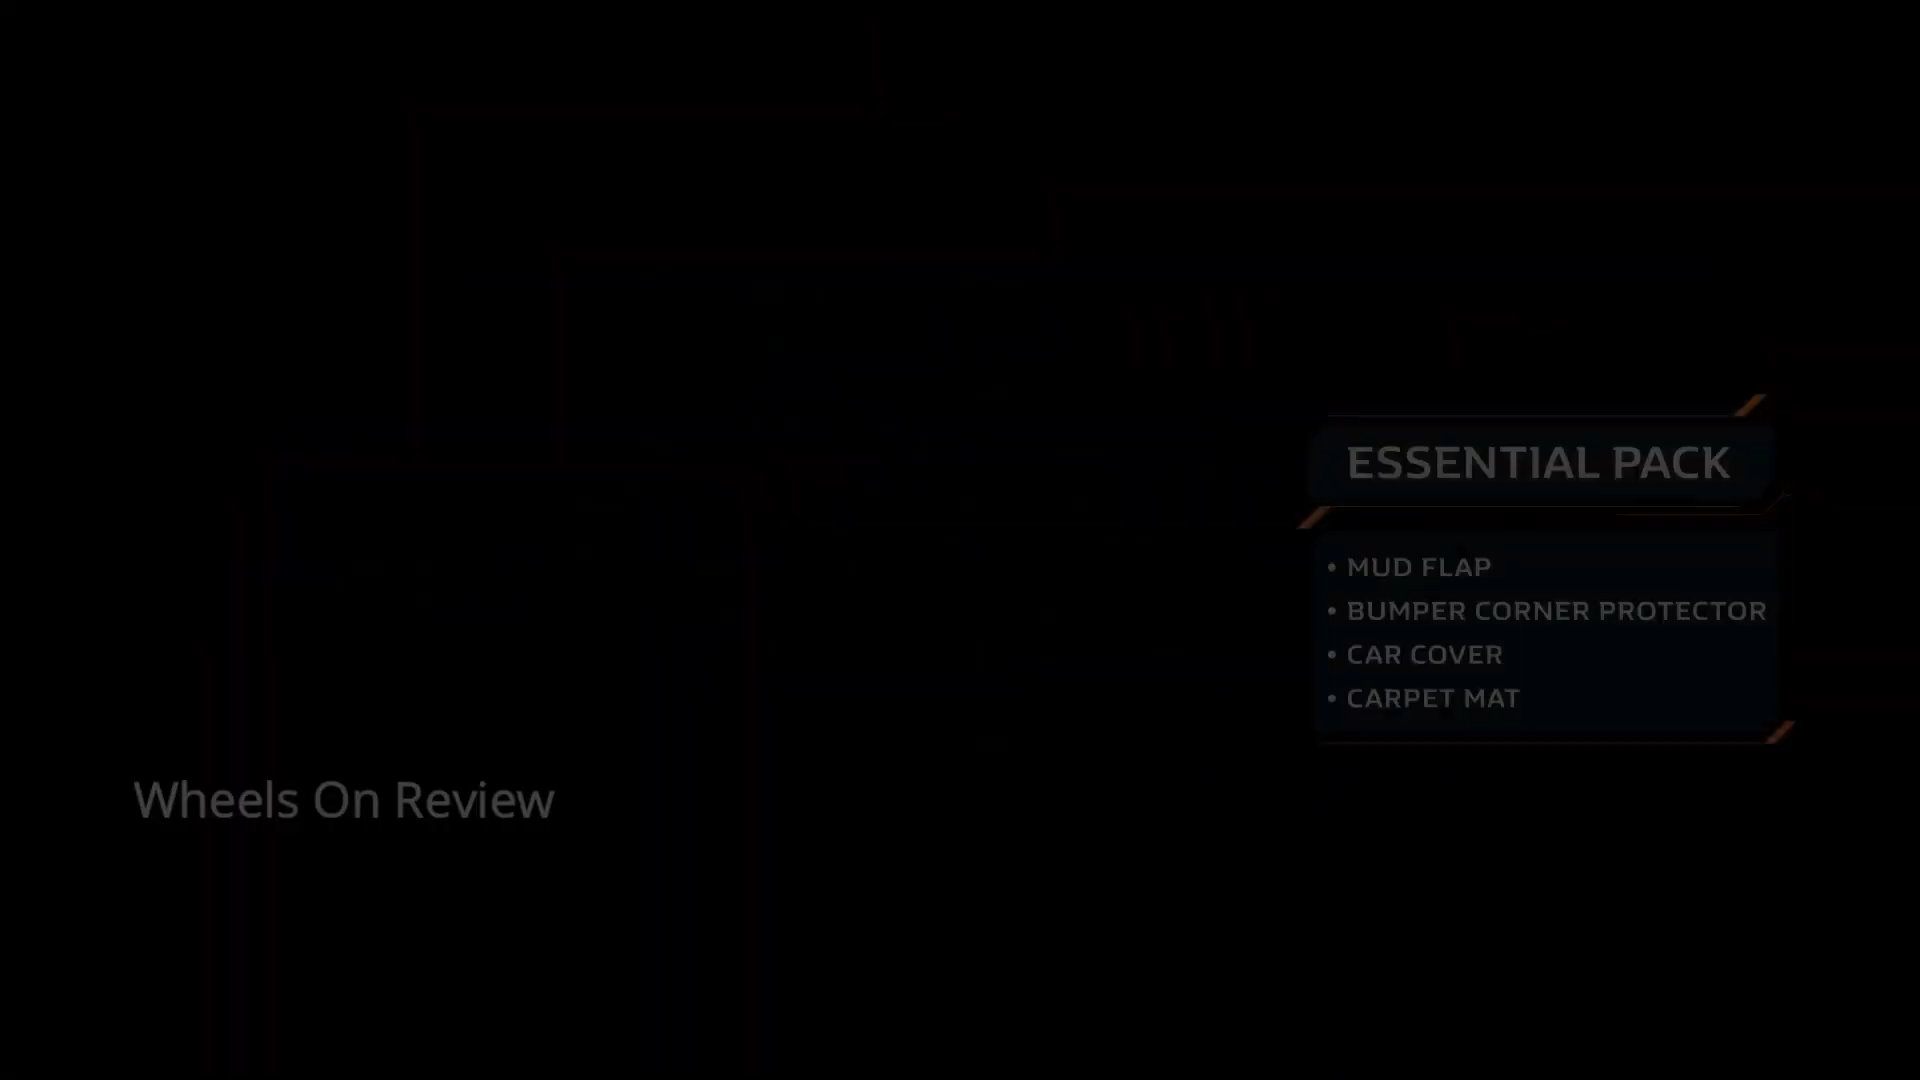 ESSENTIAL PACK
• MUD FLAP
• BUMPER CORNER PROTECTOR
• CAR COVER
• CARPET MAT
Wheels On Review